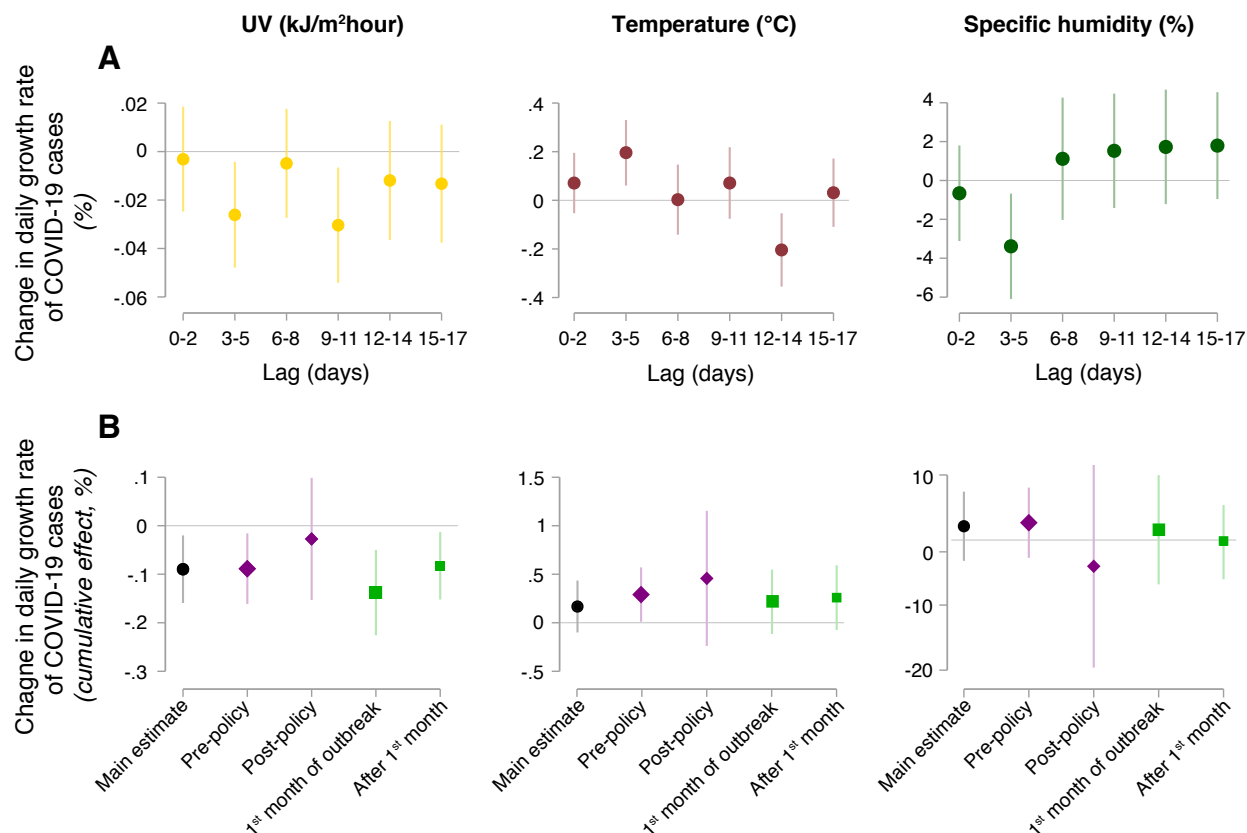 UV (kJ/m²hour)
Temperature (°C)
Specific humidity (%)
A
Change in daily growth rate
of COVID-19 cases
(%)
.02
0
-.02
-.04
-.06
0-2 3-5 6-8 9-11 12-14 15-17
Lag (days)
.4
.2
0
-.2
-.4
0-2 3-5 6-8 9-11 12-14 15-17
Lag (days)
4
2
0
-2
-4
-6
0-2 3-5 6-8 9-11 12-14 15-17
Lag (days)
B
Chagne in daily growth rate
of COVID-19 cases
(cumulative effect, %)
.1
0
-.1
-.2
-.3
Main estimate
Pre-policy
Post-policy
1st month of outbreak
After 1st month
1.5
1
.5
0
-.5
Main estimate
Pre-policy
Post-policy
1st month of outbreak
After 1st month
10
0
-10
-20
Main estimate
Pre-policy
Post-policy
1st month of outbreak
After 1st month